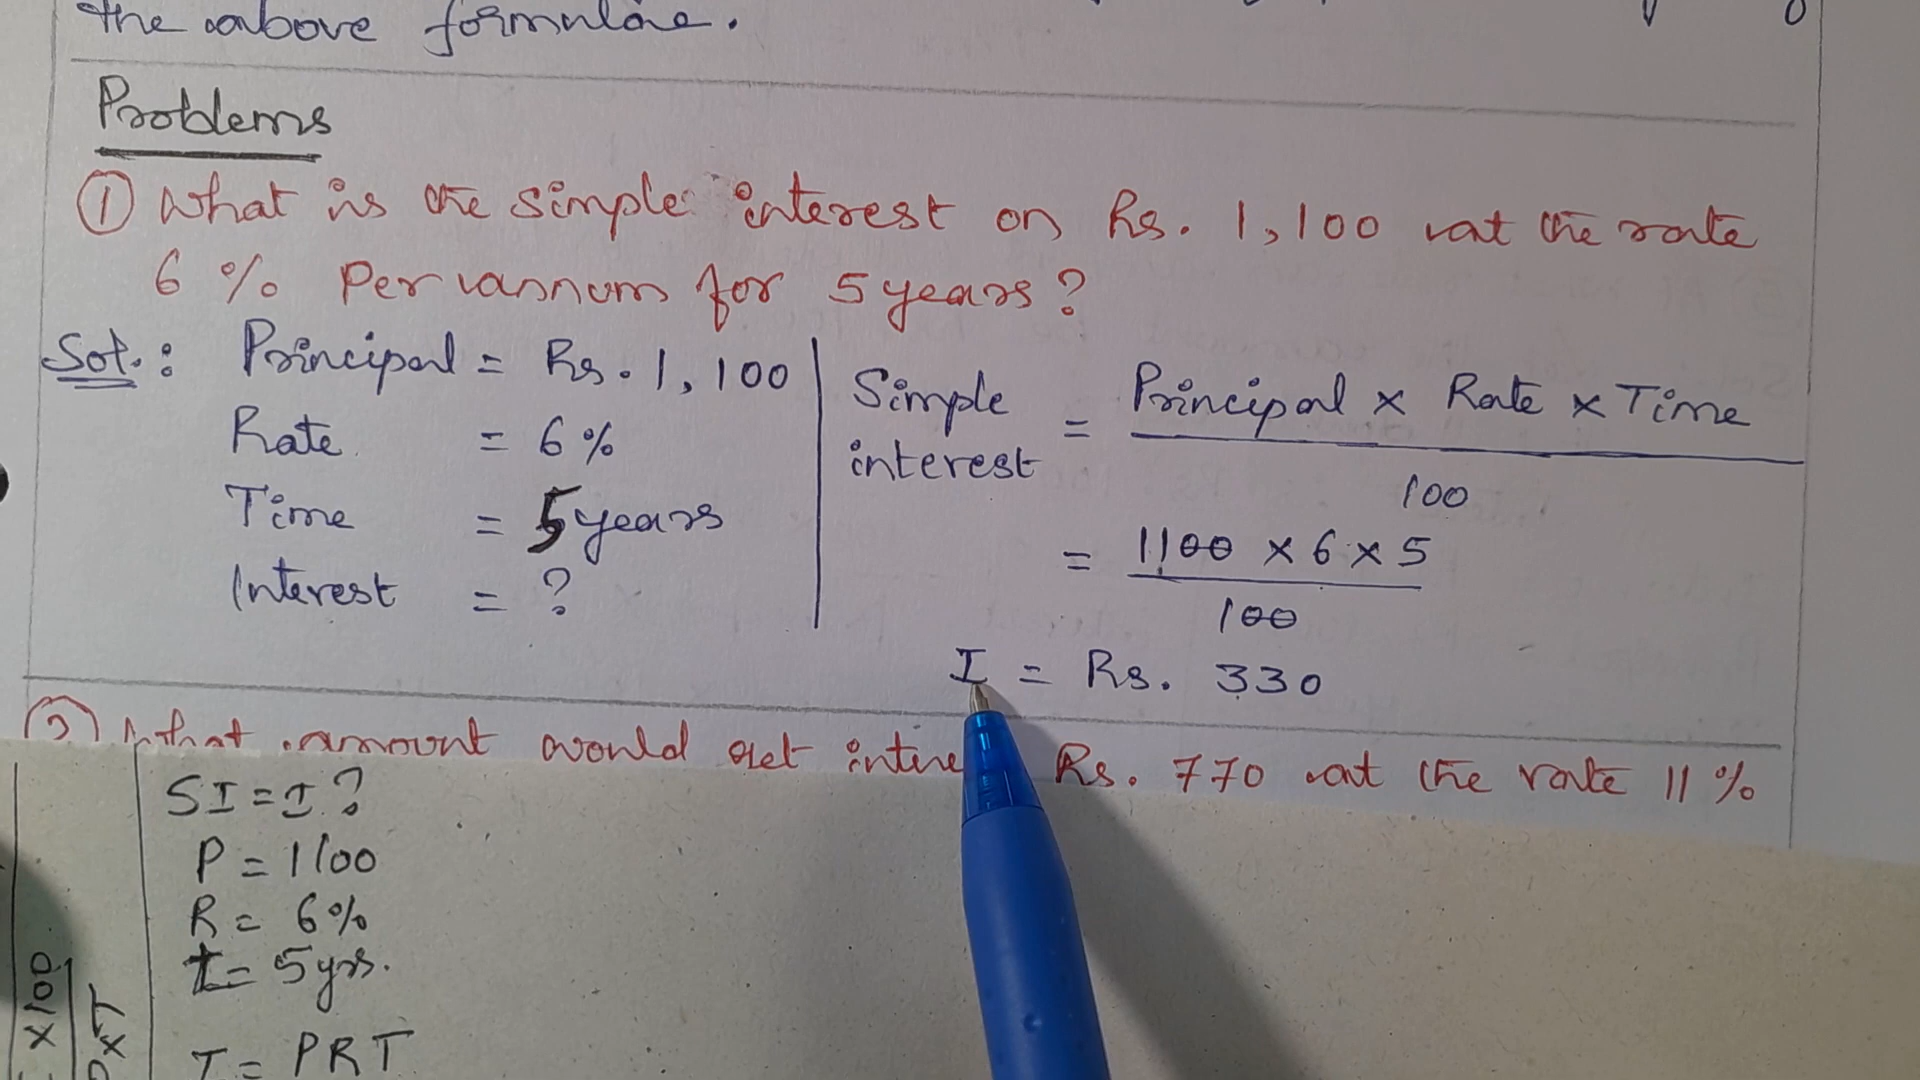 the above formulae.
Problems
① What is the simple interest on Rs. 1,100 at the rate
6 % Per annum for 5 years?
Sol.: Principal = Rs. 1,100
Rate = 6%
Time = 5 years
Interest = ?
Simple interest = Principal × Rate × Time
100
= 1100 × 6 × 5
100
I = Rs. 330
② What amount would get Rs. 770 at the rate 11 %
SI = I ?
P = 1100
R = 6%
t = 5 yrs.
I = PRT
× 100
P×T